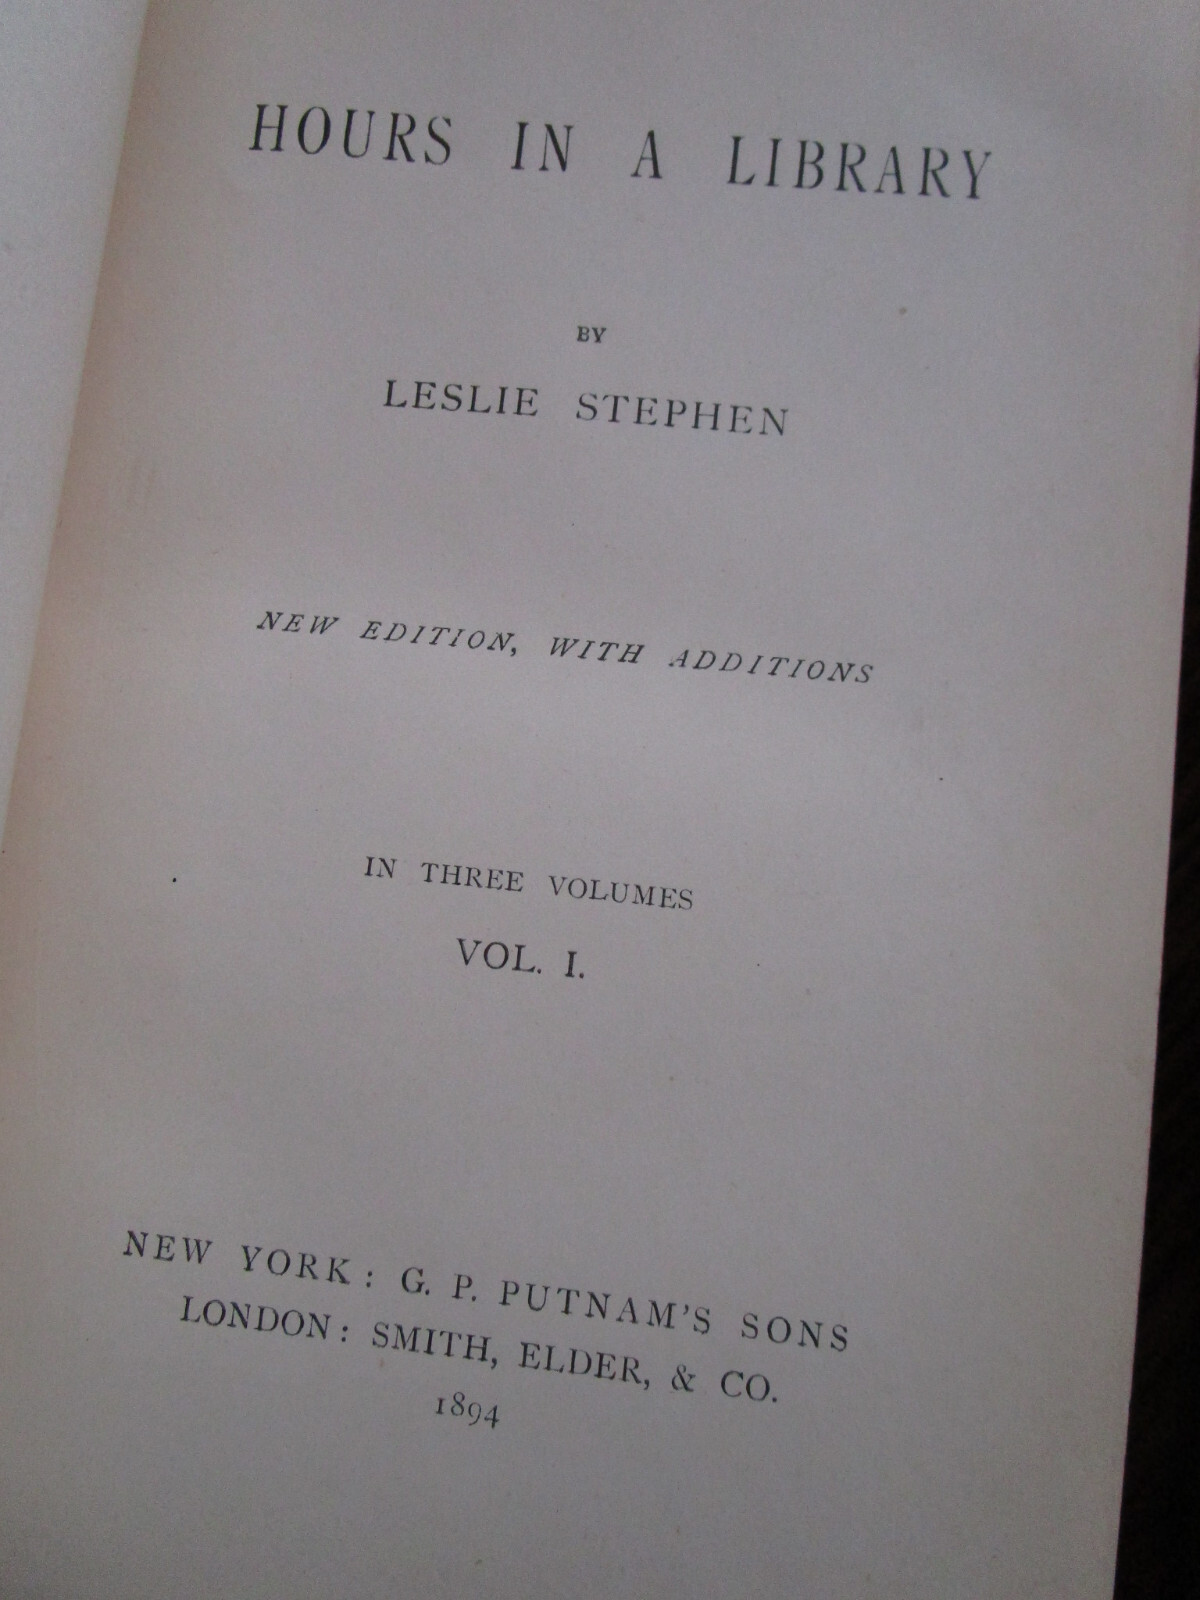 HOURS IN A LIBRARY
BY
LESLIE STEPHEN
NEW EDITION, WITH ADDITIONS
IN THREE VOLUMES
VOL. I.
NEW YORK: G. P. PUTNAM'S SONS
LONDON: SMITH, ELDER, & CO.
1894